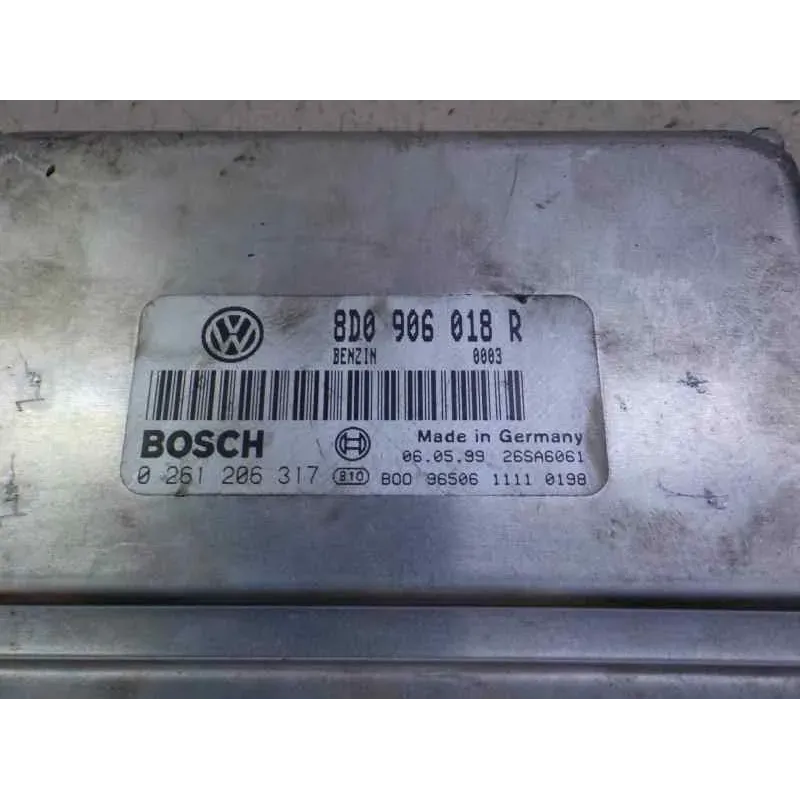 8D0 906 018 R
BENZIN 0003
BOSCH Made in Germany
06.05.99 26SA6061
0 261 206 317 B10 B00 96506 1111 0198